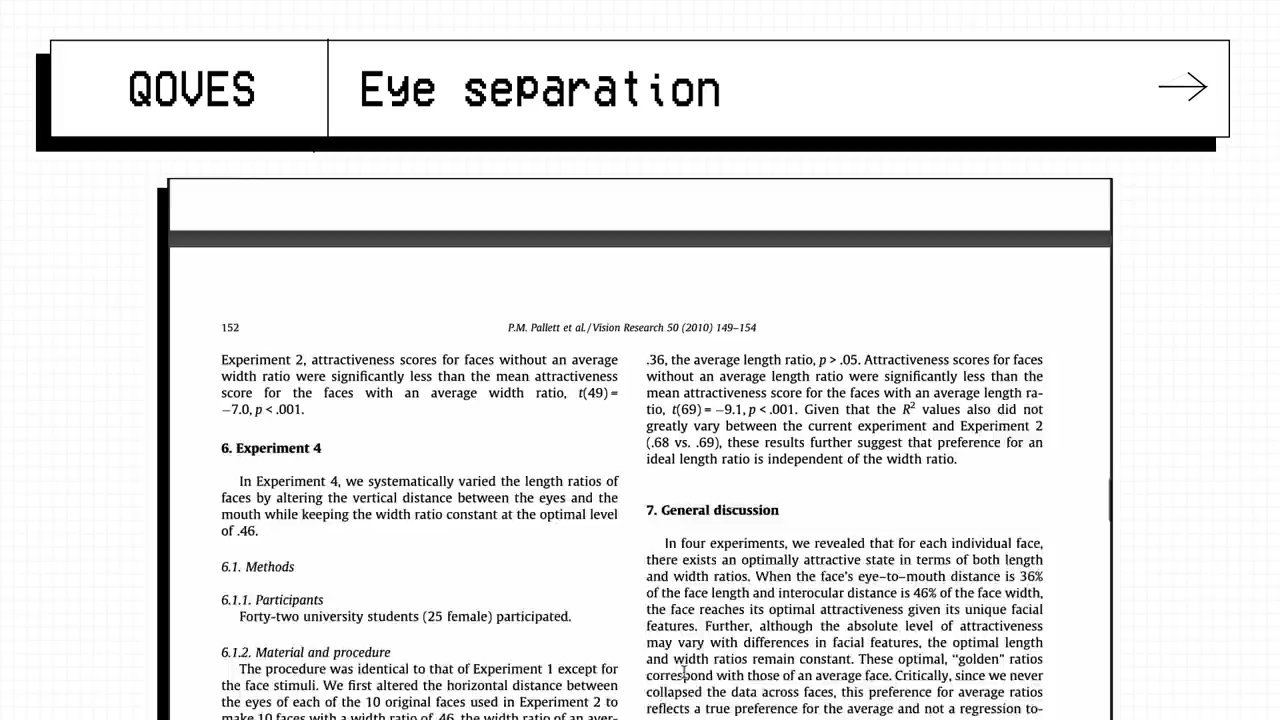 QOVES
Eye separation
152
P.M. Pallett et al. / Vision Research 50 (2010) 149–154
Experiment 2, attractiveness scores for faces without an average
width ratio were significantly less than the mean attractiveness
score for the faces with an average width ratio, t(49) =
−7.0, p < .001.
6. Experiment 4
In Experiment 4, we systematically varied the length ratios of
faces by altering the vertical distance between the eyes and the
mouth while keeping the width ratio constant at the optimal level
of .46.
6.1. Methods
6.1.1. Participants
Forty-two university students (25 female) participated.
6.1.2. Material and procedure
The procedure was identical to that of Experiment 1 except for
the face stimuli. We first altered the horizontal distance between
the eyes of each of the 10 original faces used in Experiment 2 to
make 10 faces with a width ratio of .46, the width ratio of an aver-
.36, the average length ratio, p > .05. Attractiveness scores for faces
without an average length ratio were significantly less than the
mean attractiveness score for the faces with an average length ra-
tio, t(69) = −9.1, p < .001. Given that the R² values also did not
greatly vary between the current experiment and Experiment 2
(.68 vs. .69), these results further suggest that preference for an
ideal length ratio is independent of the width ratio.
7. General discussion
In four experiments, we revealed that for each individual face,
there exists an optimally attractive state in terms of both length
and width ratios. When the face's eye-to-mouth distance is 36%
of the face length and interocular distance is 46% of the face width,
the face reaches its optimal attractiveness given its unique facial
features. Further, although the absolute level of attractiveness
may vary with differences in facial features, the optimal length
and width ratios remain constant. These optimal, "golden" ratios
correspond with those of an average face. Critically, since we never
collapsed the data across faces, this preference for average ratios
reflects a true preference for the average and not a regression to-